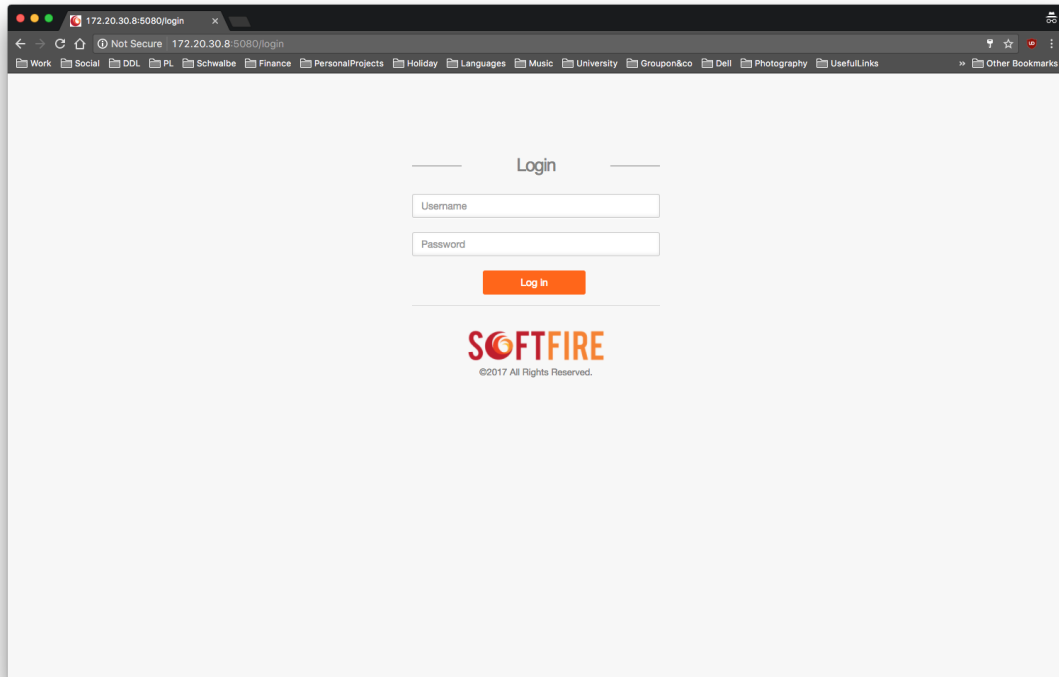 172.20.30.8:5080/login
Not Secure 172.20.30.8:5080/login
Work Social DDL PL Schwalbe Finance PersonalProjects Holiday Languages Music University Groupon&co Dell Photography UsefulLinks » Other Bookmarks
Login
Username
Password
Log in
SOFTFIRE
©2017 All Rights Reserved.